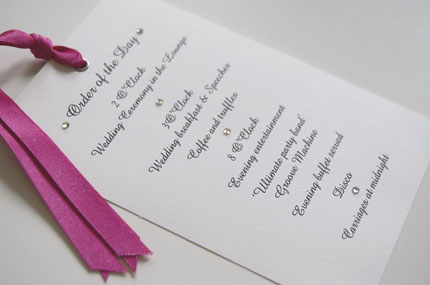 Order of the Day
2 O'Clock
Wedding Ceremony in the Lounge
3 O'Clock
Wedding breakfast & Speeches
Coffee and truffles
8 O'Clock
Evening entertainment
'Ultimate party band'
Groove Machine
Evening buffet served
Disco
Carriages at midnight